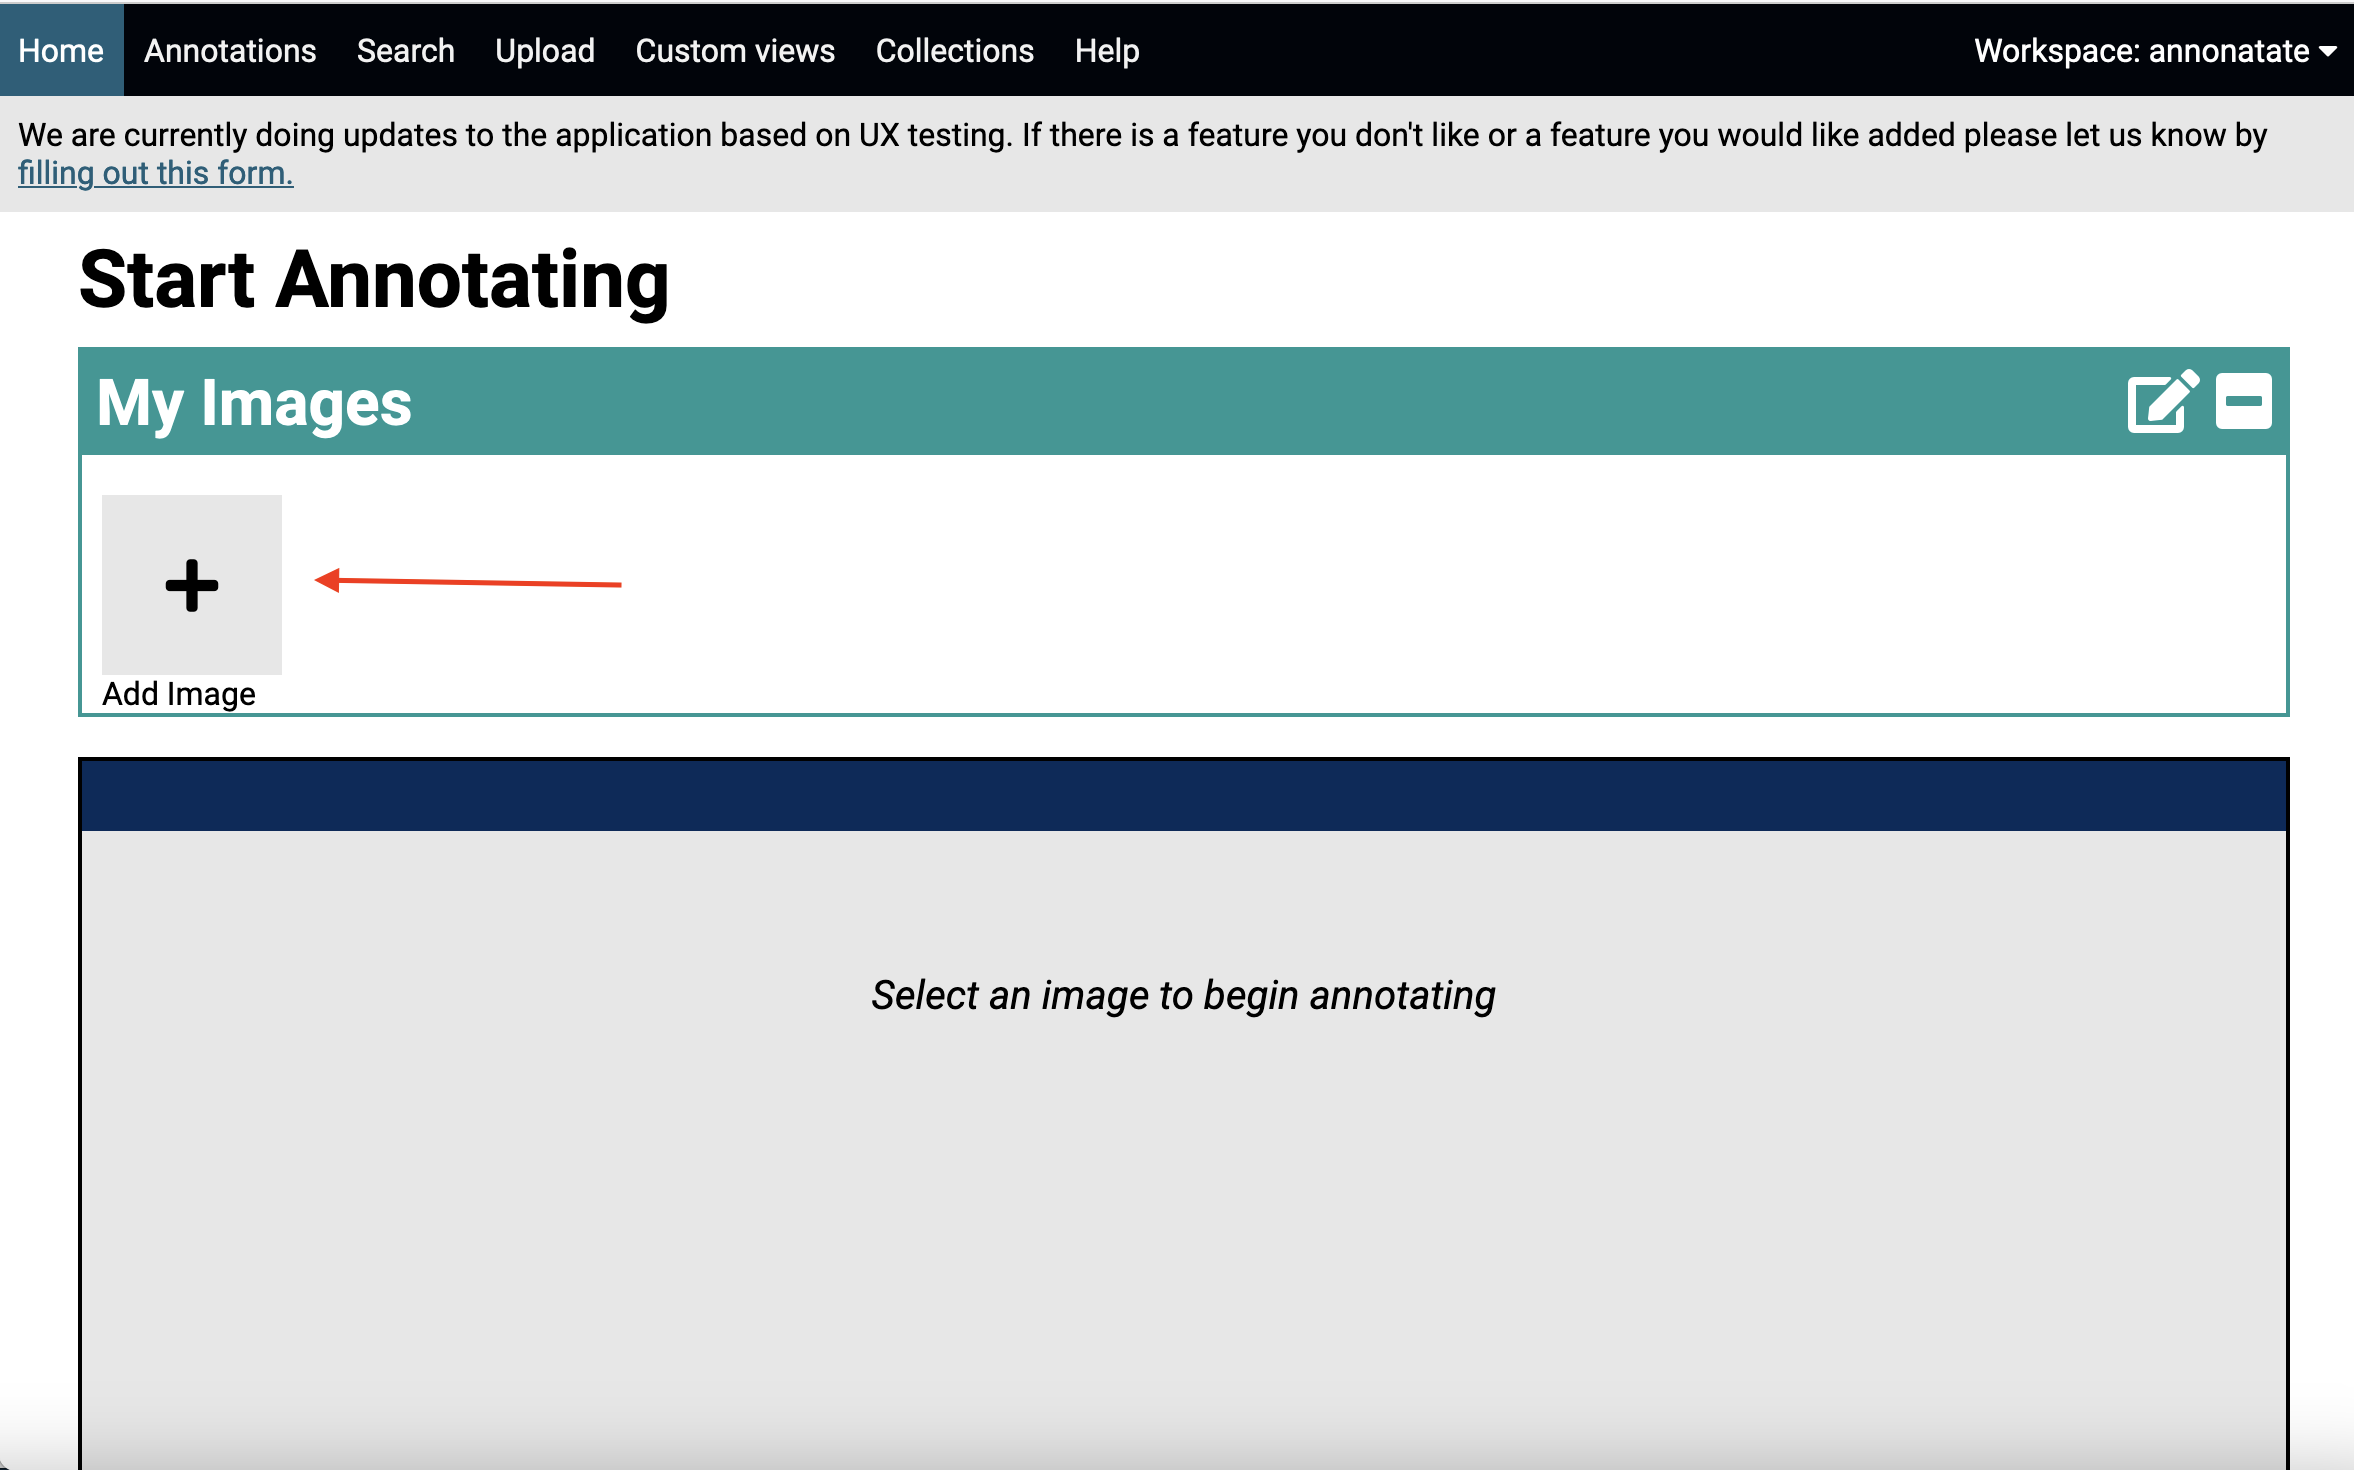 Home Annotations Search Upload Custom views Collections Help Workspace: annonatate
We are currently doing updates to the application based on UX testing. If there is a feature you don't like or a feature you would like added please let us know by
filling out this form.
Start Annotating
My Images
Add Image
Select an image to begin annotating